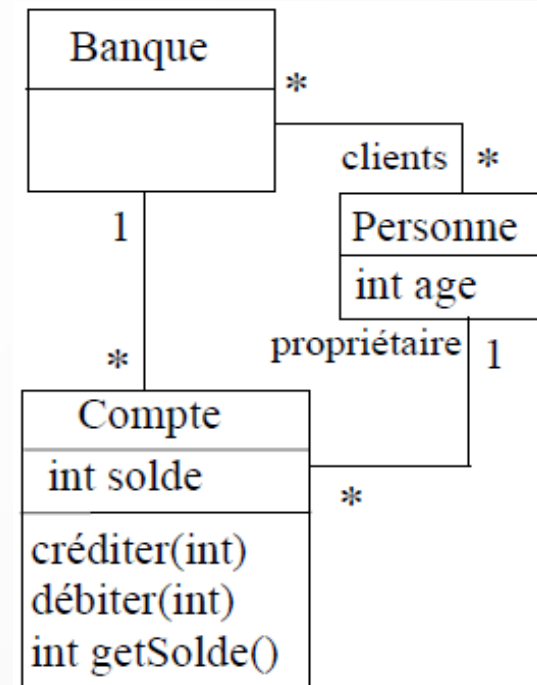 Banque
*
clients *
1
Personne
int age
propriétaire 1
*
Compte
int solde
*
créditer(int)
débiter(int)
int getSolde()